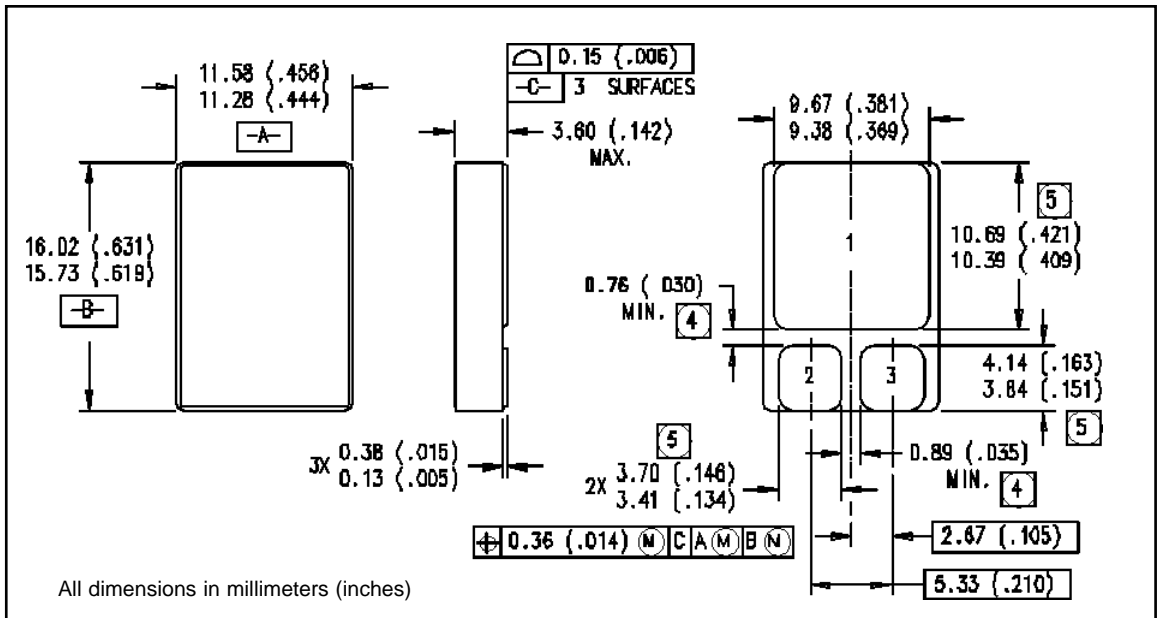 0.15 (.006)
-C- 3 SURFACES
11.58 (.456)
11.28 (.444)
-A-
3.60 (.142)
MAX.
9.67 (.381)
9.38 (.369)
16.02 (.631)
15.73 (.619)
-B-
1
5
10.69 (.421)
10.39 ( 409)
0.76 ( 030)
MIN. 4
2
3
4.14 (.163)
3.84 (.151)
5
3X 0.38 (.015)
0.13 (.005)
5
2X 3.70 (.146)
3.41 (.134)
0.89 (.035)
MIN. 4
0.36 (.014) M C A M B
2.67 (.105)
5.33 (.210)
All dimensions in millimeters (inches)